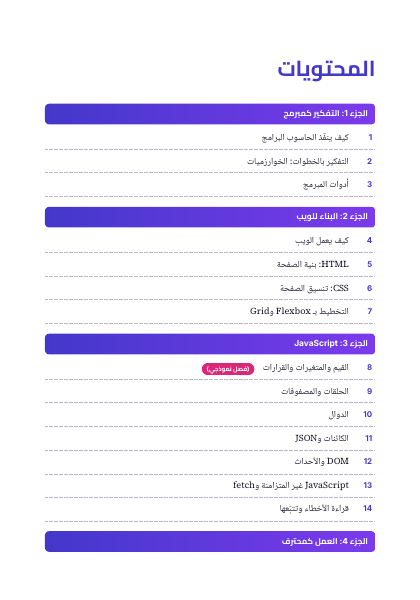 المحتويات
الجزء 1: التفكير كمبرمج
1 كيف ينفّذ الحاسوب البرامج
2 التفكير بالخطوات: الخوارزميات
3 أدوات المبرمج
الجزء 2: البناء للويب
4 كيف يعمل الويب
5 HTML: بنية الصفحة
6 CSS: تنسيق الصفحة
7 التخطيط بـ Flexbox وGrid
الجزء 3: JavaScript
8 القيم والمتغيرات والقرارات (فصل نموذجي)
9 الحلقات والمصفوفات
10 الدوال
11 الكائنات وJSON
12 DOM والأحداث
13 JavaScript غير المتزامنة وfetch
14 قراءة الأخطاء وتتبّعها
الجزء 4: العمل كمحترف